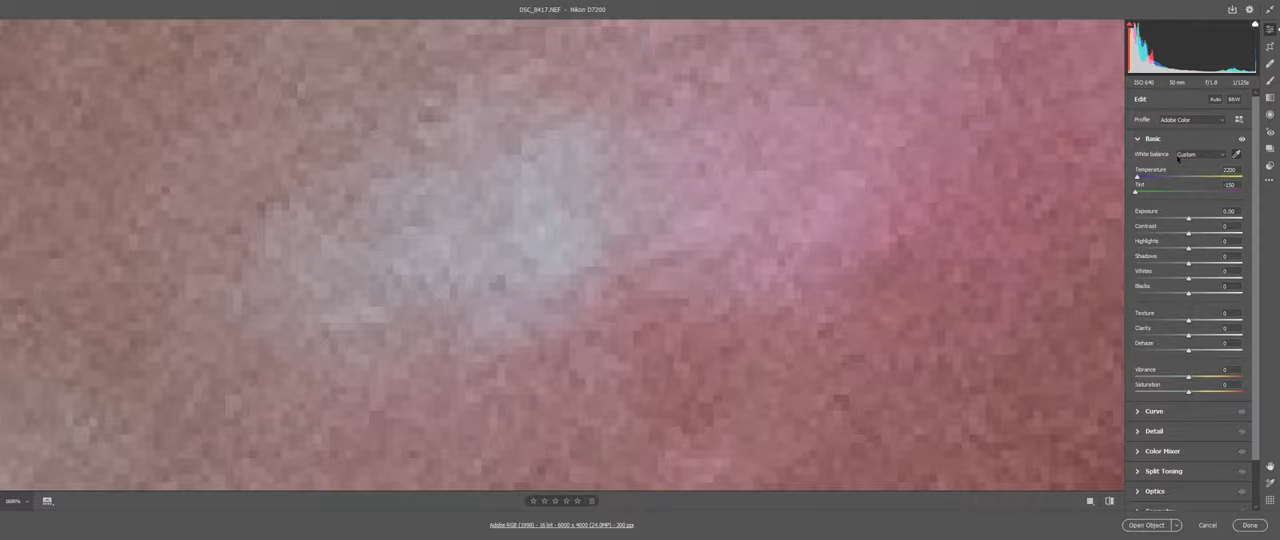 DSC_8417.NEF - Nikon D7200
ISO 640 50 mm f/1.8 1/125s
Edit Auto B&W
Profile Adobe Color
Basic
White balance Custom
Temperature 2200
Tint -150
Exposure 0.00
Contrast 0
Highlights 0
Shadows 0
Whites 0
Blacks 0
Texture 0
Clarity 0
Dehaze 0
Vibrance 0
Saturation 0
Curve
Detail
Color Mixer
Split Toning
Optics
1600%
Adobe RGB (1998) - 16 bit - 6000 x 4000 (24.0MP) - 300 ppi
Open Object Cancel Done